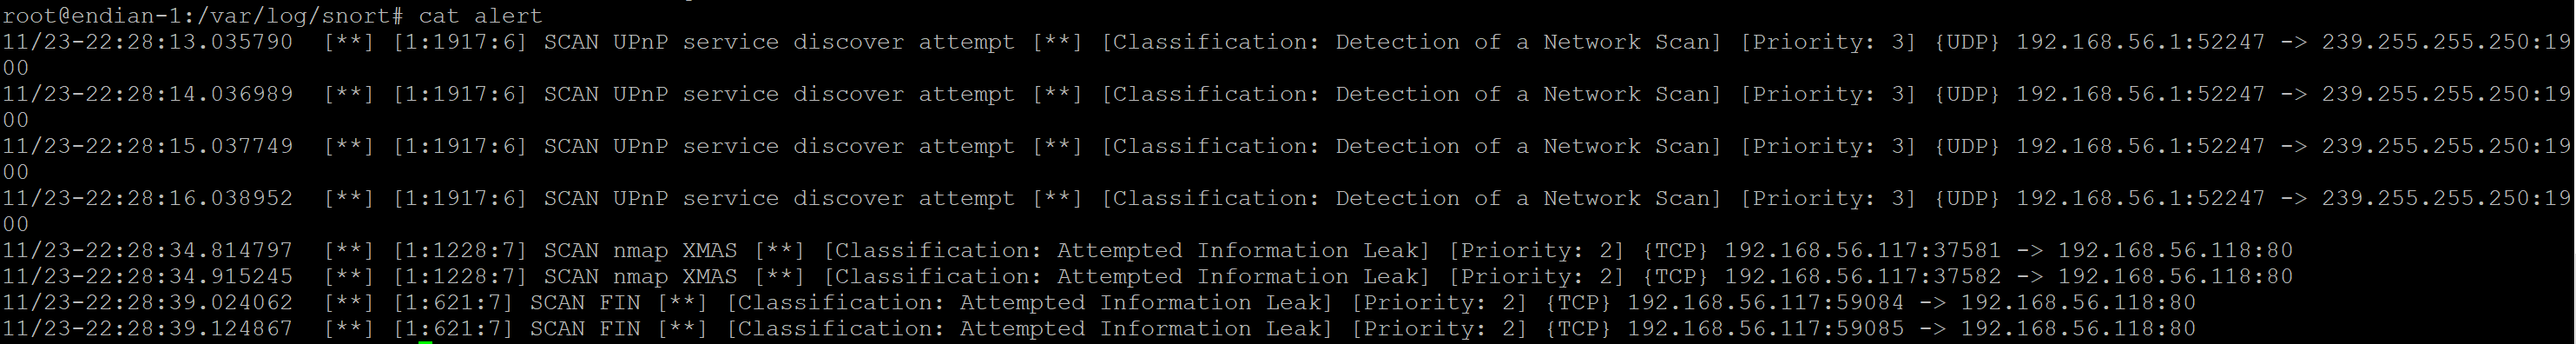 root@endian-1:/var/log/snort# cat alert
11/23-22:28:13.035790  [**] [1:1917:6] SCAN UPnP service discover attempt [**] [Classification: Detection of a Network Scan] [Priority: 3] {UDP} 192.168.56.1:52247 -> 239.255.255.250:19
00
11/23-22:28:14.036989  [**] [1:1917:6] SCAN UPnP service discover attempt [**] [Classification: Detection of a Network Scan] [Priority: 3] {UDP} 192.168.56.1:52247 -> 239.255.255.250:19
00
11/23-22:28:15.037749  [**] [1:1917:6] SCAN UPnP service discover attempt [**] [Classification: Detection of a Network Scan] [Priority: 3] {UDP} 192.168.56.1:52247 -> 239.255.255.250:19
00
11/23-22:28:16.038952  [**] [1:1917:6] SCAN UPnP service discover attempt [**] [Classification: Detection of a Network Scan] [Priority: 3] {UDP} 192.168.56.1:52247 -> 239.255.255.250:19
00
11/23-22:28:34.814797  [**] [1:1228:7] SCAN nmap XMAS [**] [Classification: Attempted Information Leak] [Priority: 2] {TCP} 192.168.56.117:37581 -> 192.168.56.118:80
11/23-22:28:34.915245  [**] [1:1228:7] SCAN nmap XMAS [**] [Classification: Attempted Information Leak] [Priority: 2] {TCP} 192.168.56.117:37582 -> 192.168.56.118:80
11/23-22:28:39.024062  [**] [1:621:7] SCAN FIN [**] [Classification: Attempted Information Leak] [Priority: 2] {TCP} 192.168.56.117:59084 -> 192.168.56.118:80
11/23-22:28:39.124867  [**] [1:621:7] SCAN FIN [**] [Classification: Attempted Information Leak] [Priority: 2] {TCP} 192.168.56.117:59085 -> 192.168.56.118:80